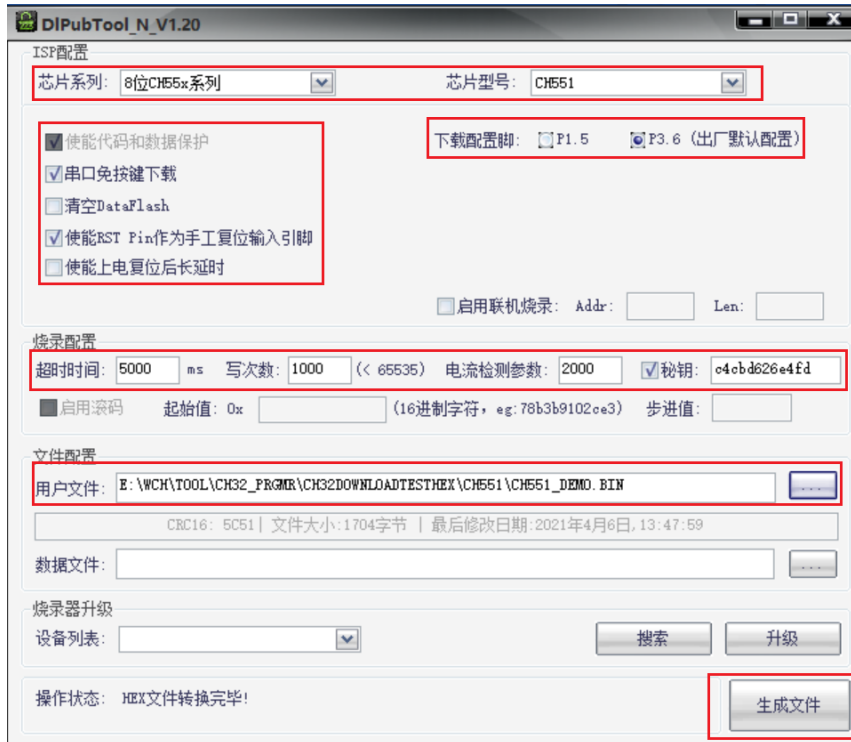 DlPubTool_N_V1.20
ISP配置
芯片系列: 8位CH55x系列 芯片型号: CH551
使能代码和数据保护 下载配置脚: P1.5 P3.6 (出厂默认配置)
串口免按键下载
清空DataFlash
使能RST Pin作为手工复位输入引脚
使能上电复位后长延时
启用联机烧录: Addr: Len:
烧录配置
超时时间: 5000 ms 写次数: 1000 (< 65535) 电流检测参数: 2000 秘钥: c4cbd626e4fd
启用滚码 起始值: 0x (16进制字符, eg:78b3b9102ce3) 步进值:
文件配置
用户文件: E:\WCH\TOOL\CH32_PRGMR\CH32DOWNLOADTESTHEX\CH551\CH551_DEMO.BIN ...
CRC16: 5C51| 文件大小:1704字节 | 最后修改日期:2021年4月6日,13:47:59
数据文件: ...
烧录器升级
设备列表: 搜索 升级
操作状态: HEX文件转换完毕! 生成文件